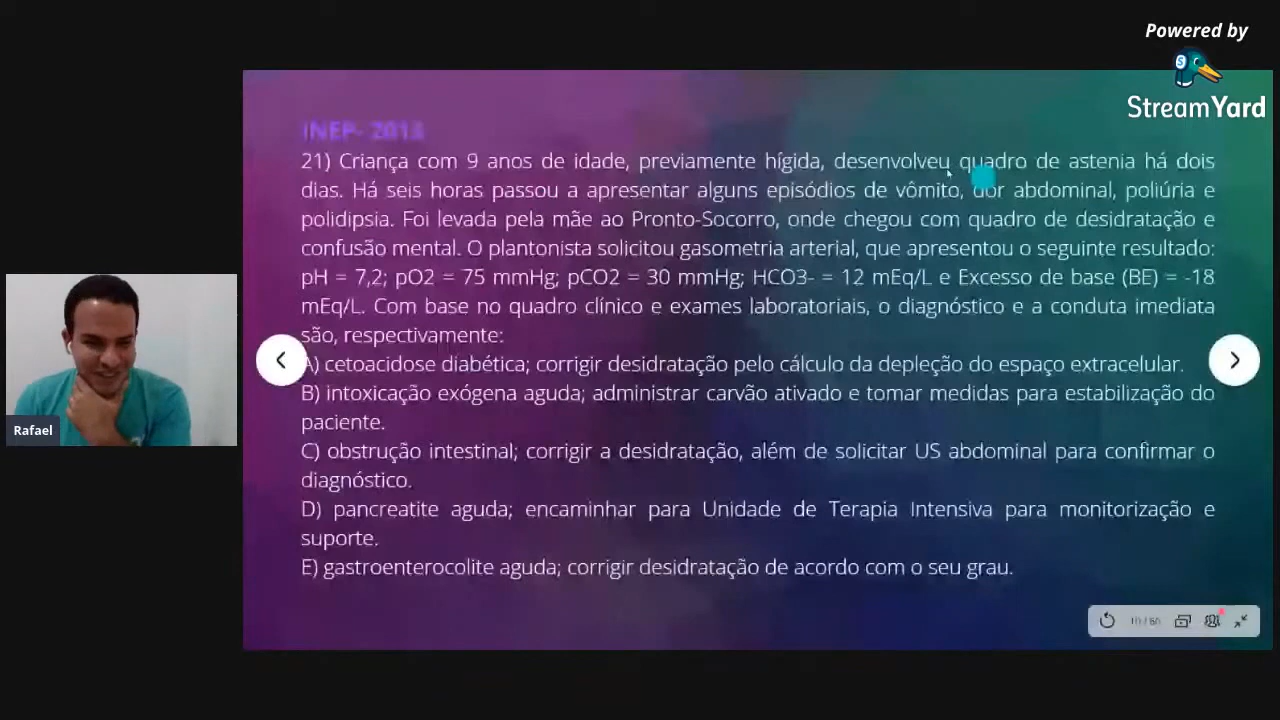 Powered by
StreamYard
INEP- 2013
21) Criança com 9 anos de idade, previamente hígida, desenvolveu quadro de astenia há dois
dias. Há seis horas passou a apresentar alguns episódios de vômito, dor abdominal, poliúria e
polidipsia. Foi levada pela mãe ao Pronto-Socorro, onde chegou com quadro de desidratação e
confusão mental. O plantonista solicitou gasometria arterial, que apresentou o seguinte resultado:
pH = 7,2; pO2 = 75 mmHg; pCO2 = 30 mmHg; HCO3- = 12 mEq/L e Excesso de base (BE) = -18
mEq/L. Com base no quadro clínico e exames laboratoriais, o diagnóstico e a conduta imediata
são, respectivamente:
A) cetoacidose diabética; corrigir desidratação pelo cálculo da depleção do espaço extracelular.
B) intoxicação exógena aguda; administrar carvão ativado e tomar medidas para estabilização do
paciente.
C) obstrução intestinal; corrigir a desidratação, além de solicitar US abdominal para confirmar o
diagnóstico.
D) pancreatite aguda; encaminhar para Unidade de Terapia Intensiva para monitorização e
suporte.
E) gastroenterocolite aguda; corrigir desidratação de acordo com o seu grau.
Rafael